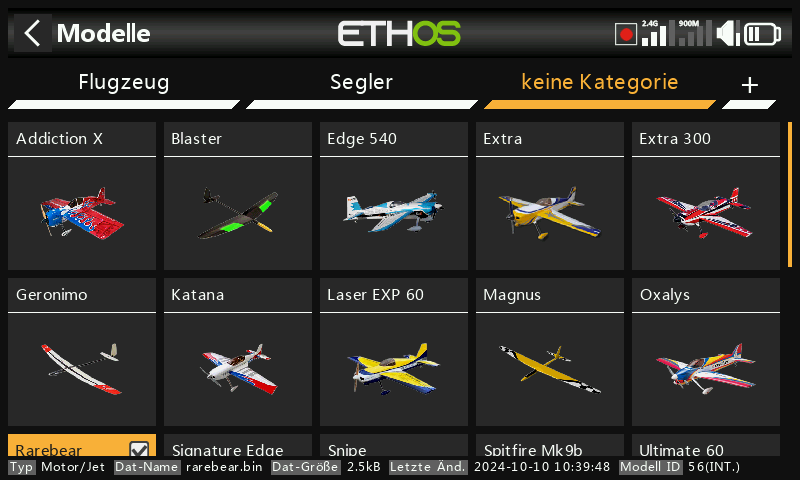 Modelle
ETHOS
2.4G
900M
Flugzeug
Segler
keine Kategorie
+
Addiction X
Blaster
Edge 540
Extra
Extra 300
Geronimo
Katana
Laser EXP 60
Magnus
Oxalys
Rarebear
Signature Edge
Snipe
Spitfire Mk9b
Ultimate 60
Typ Motor/Jet Dat-Name rarebear.bin Dat-Größe 2.5kB Letzte Änd. 2024-10-10 10:39:48 Modell ID 56(INT.)